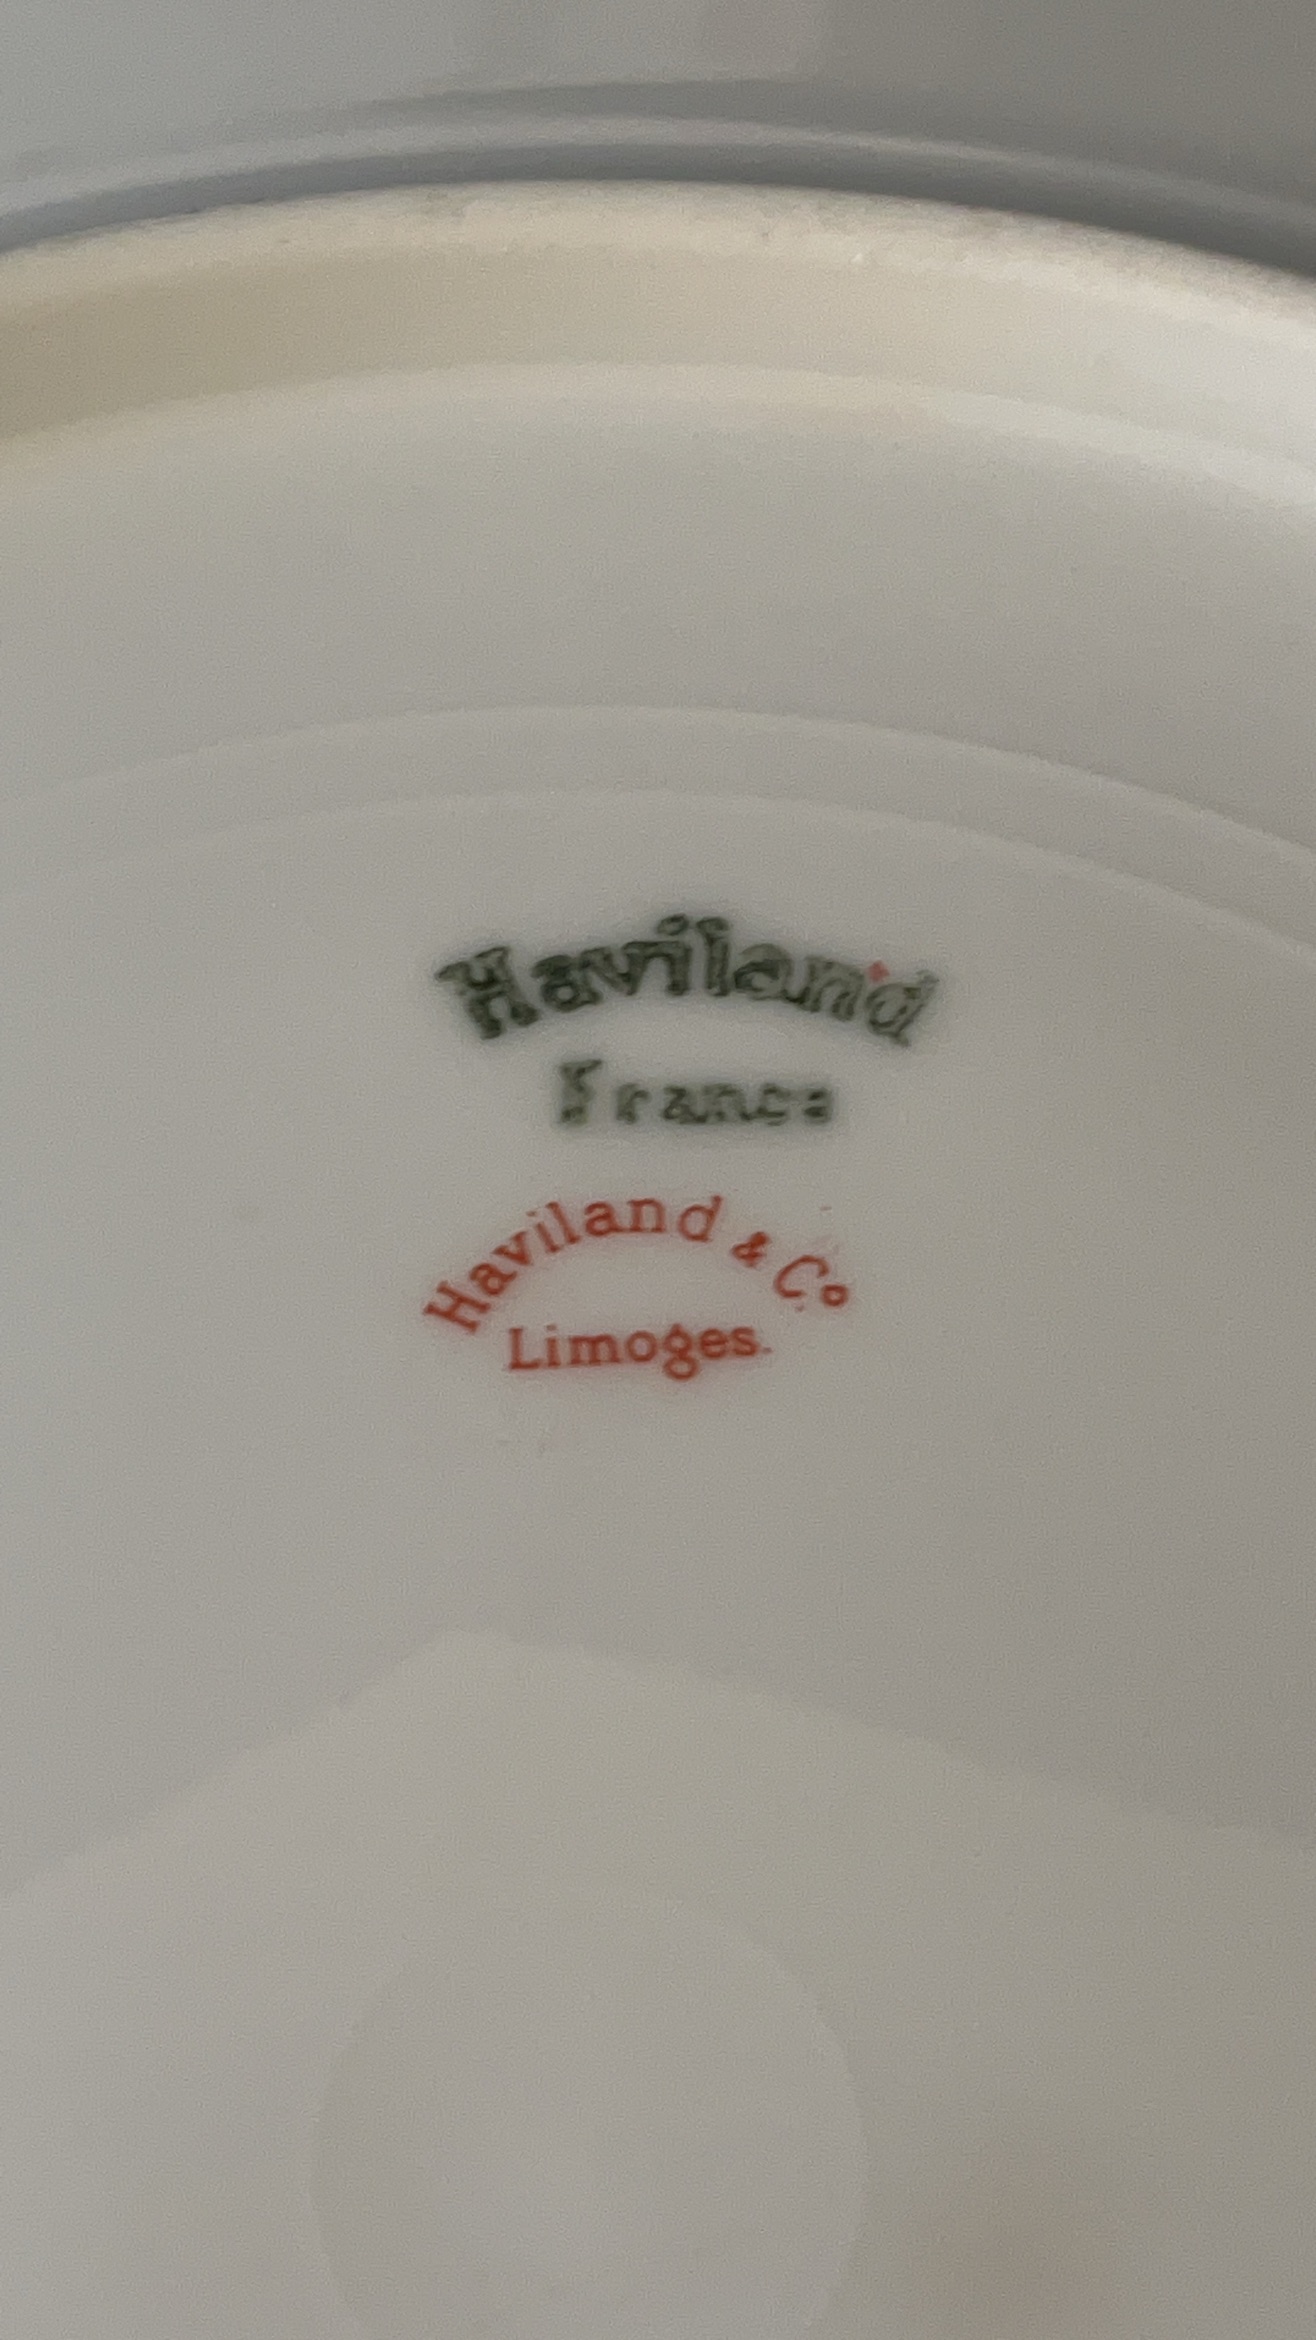 Haviland
France
Haviland & Cº
Limoges.